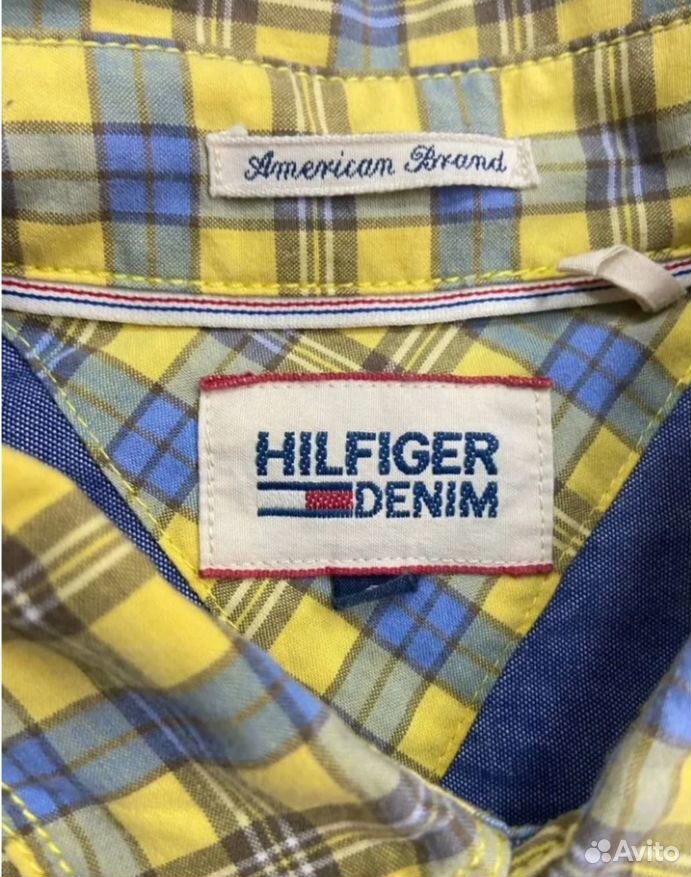 American Brand
HILFIGER
DENIM
Avito